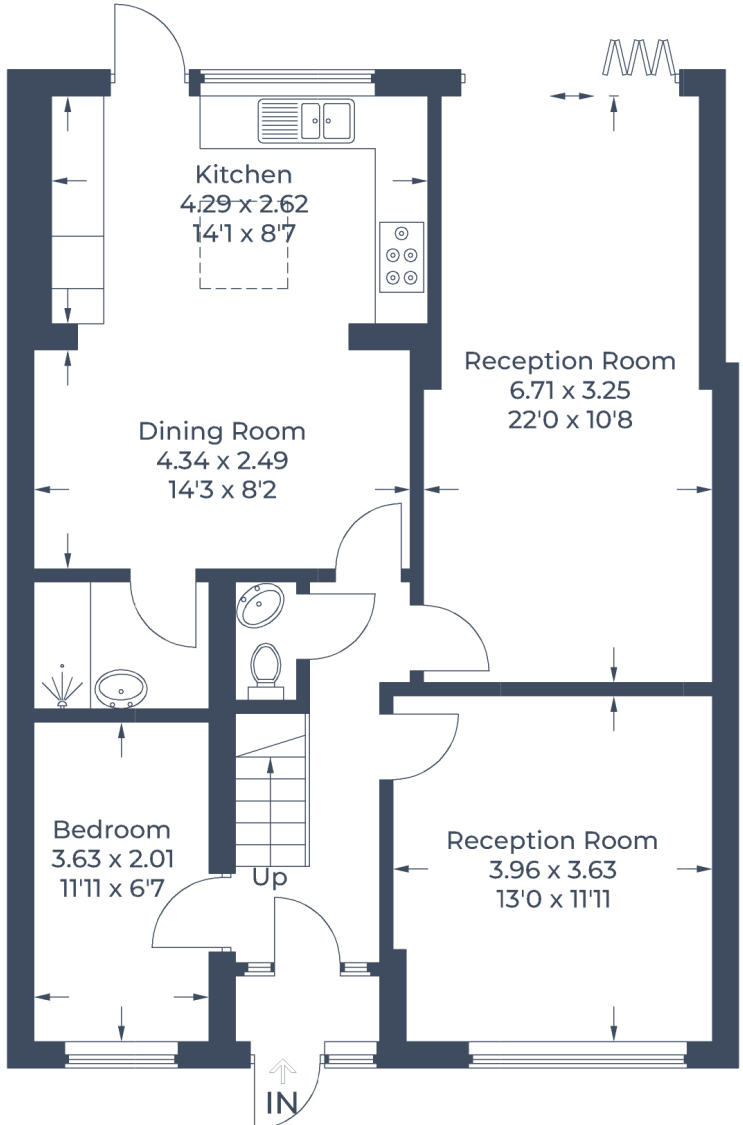 Kitchen
4.29 x 2.62
14'1 x 8'7
Reception Room
6.71 x 3.25
22'0 x 10'8
Dining Room
4.34 x 2.49
14'3 x 8'2
Bedroom
3.63 x 2.01
11'11 x 6'7
Up
Reception Room
3.96 x 3.63
13'0 x 11'11
IN